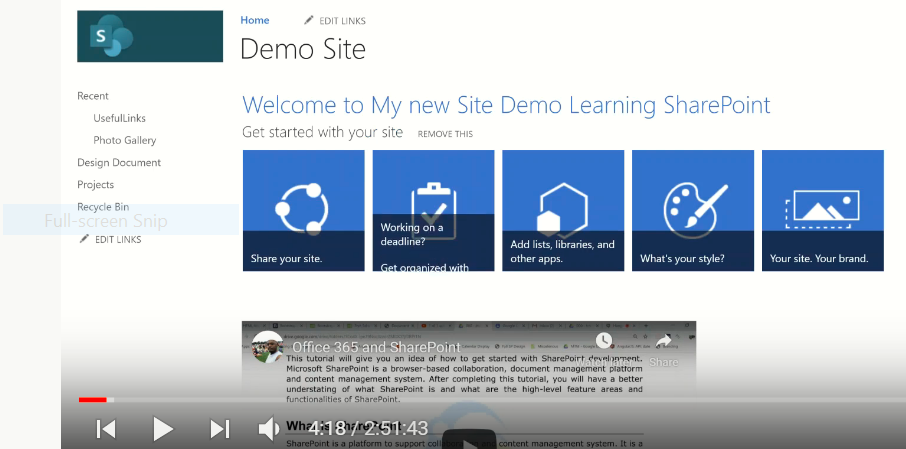 S
Home
EDIT LINKS
Demo Site
Recent
UsefulLinks
Photo Gallery
Design Document
Projects
Recycle Bin
Full-screen Snip
EDIT LINKS
Welcome to My new Site Demo Learning SharePoint
Get started with your site REMOVE THIS
Share your site.
Working on a
deadline?
Get organized with
Add lists, libraries, and
other apps.
What's your style?
Your site. Your brand.
Office 365 and SharePoint
Share
This tutorial will give you an idea of how to get started with SharePoint development.
Microsoft SharePoint is a browser-based collaboration, document management platform
and content management system. After completing this tutorial, you will have a better
understating of what SharePoint is and what are the high-level feature areas and
functionalities of SharePoint.
What is SharePoint
SharePoint is a platform to support and content management system. It is a
4:18 / 2:51:43